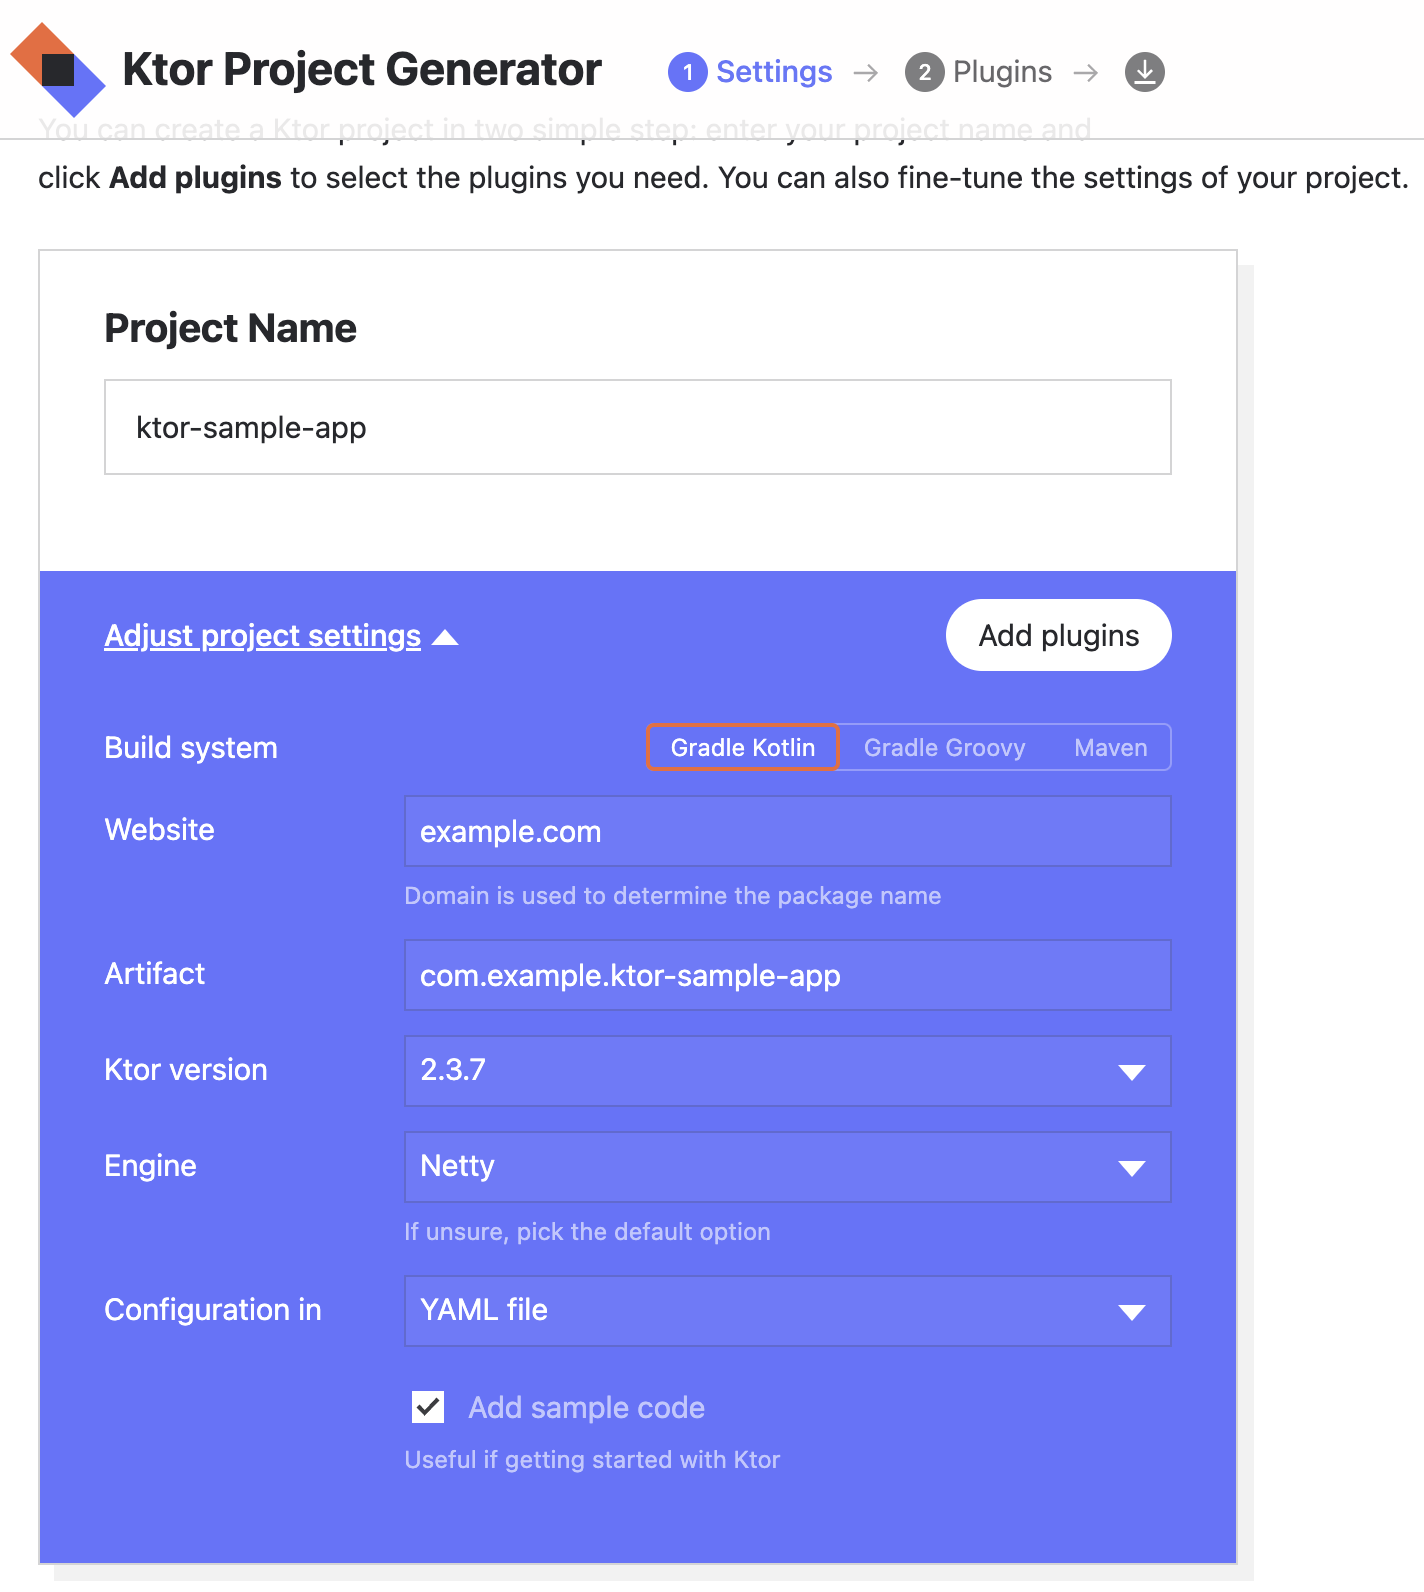 Ktor Project Generator
1 Settings → 2 Plugins →
You can create a Ktor project in two simple step: enter your project name and
click Add plugins to select the plugins you need. You can also fine-tune the settings of your project.
Project Name
ktor-sample-app
Adjust project settings
Add plugins
Build system
Gradle Kotlin
Gradle Groovy
Maven
Website
example.com
Domain is used to determine the package name
Artifact
com.example.ktor-sample-app
Ktor version
2.3.7
Engine
Netty
If unsure, pick the default option
Configuration in
YAML file
Add sample code
Useful if getting started with Ktor